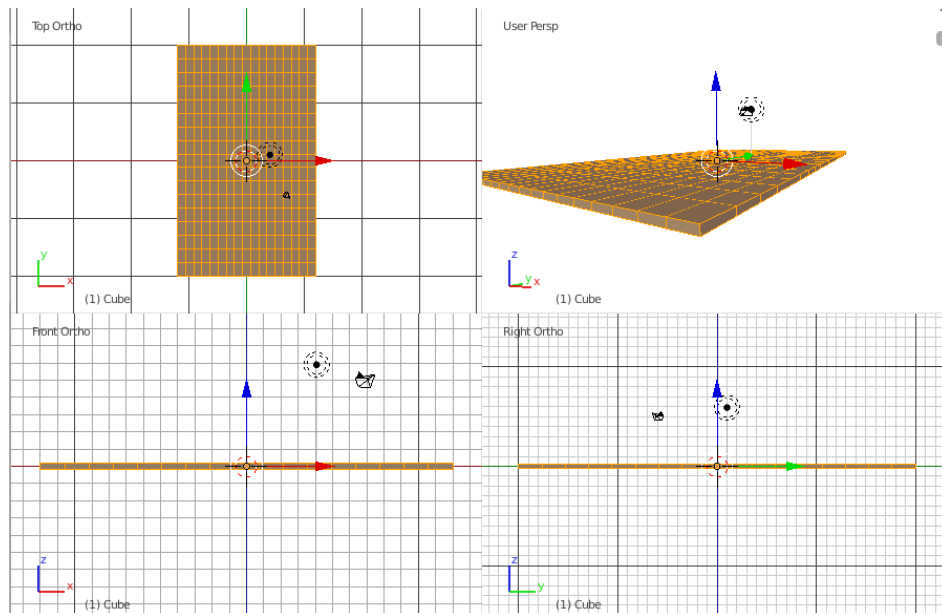 Top Ortho
y
x
(1) Cube
User Persp
z
y x
(1) Cube
Front Ortho
z
x
(1) Cube
Right Ortho
z
y
(1) Cube